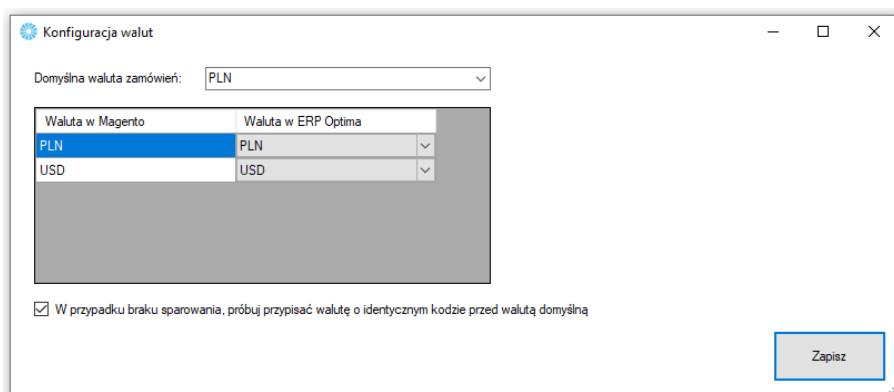 Konfiguracja walut
Domyślna waluta zamówień: PLN
Waluta w Magento Waluta w ERP Optima
PLN PLN
USD USD
W przypadku braku sparowania, próbuj przypisać walutę o identycznym kodzie przed walutą domyślną
Zapisz